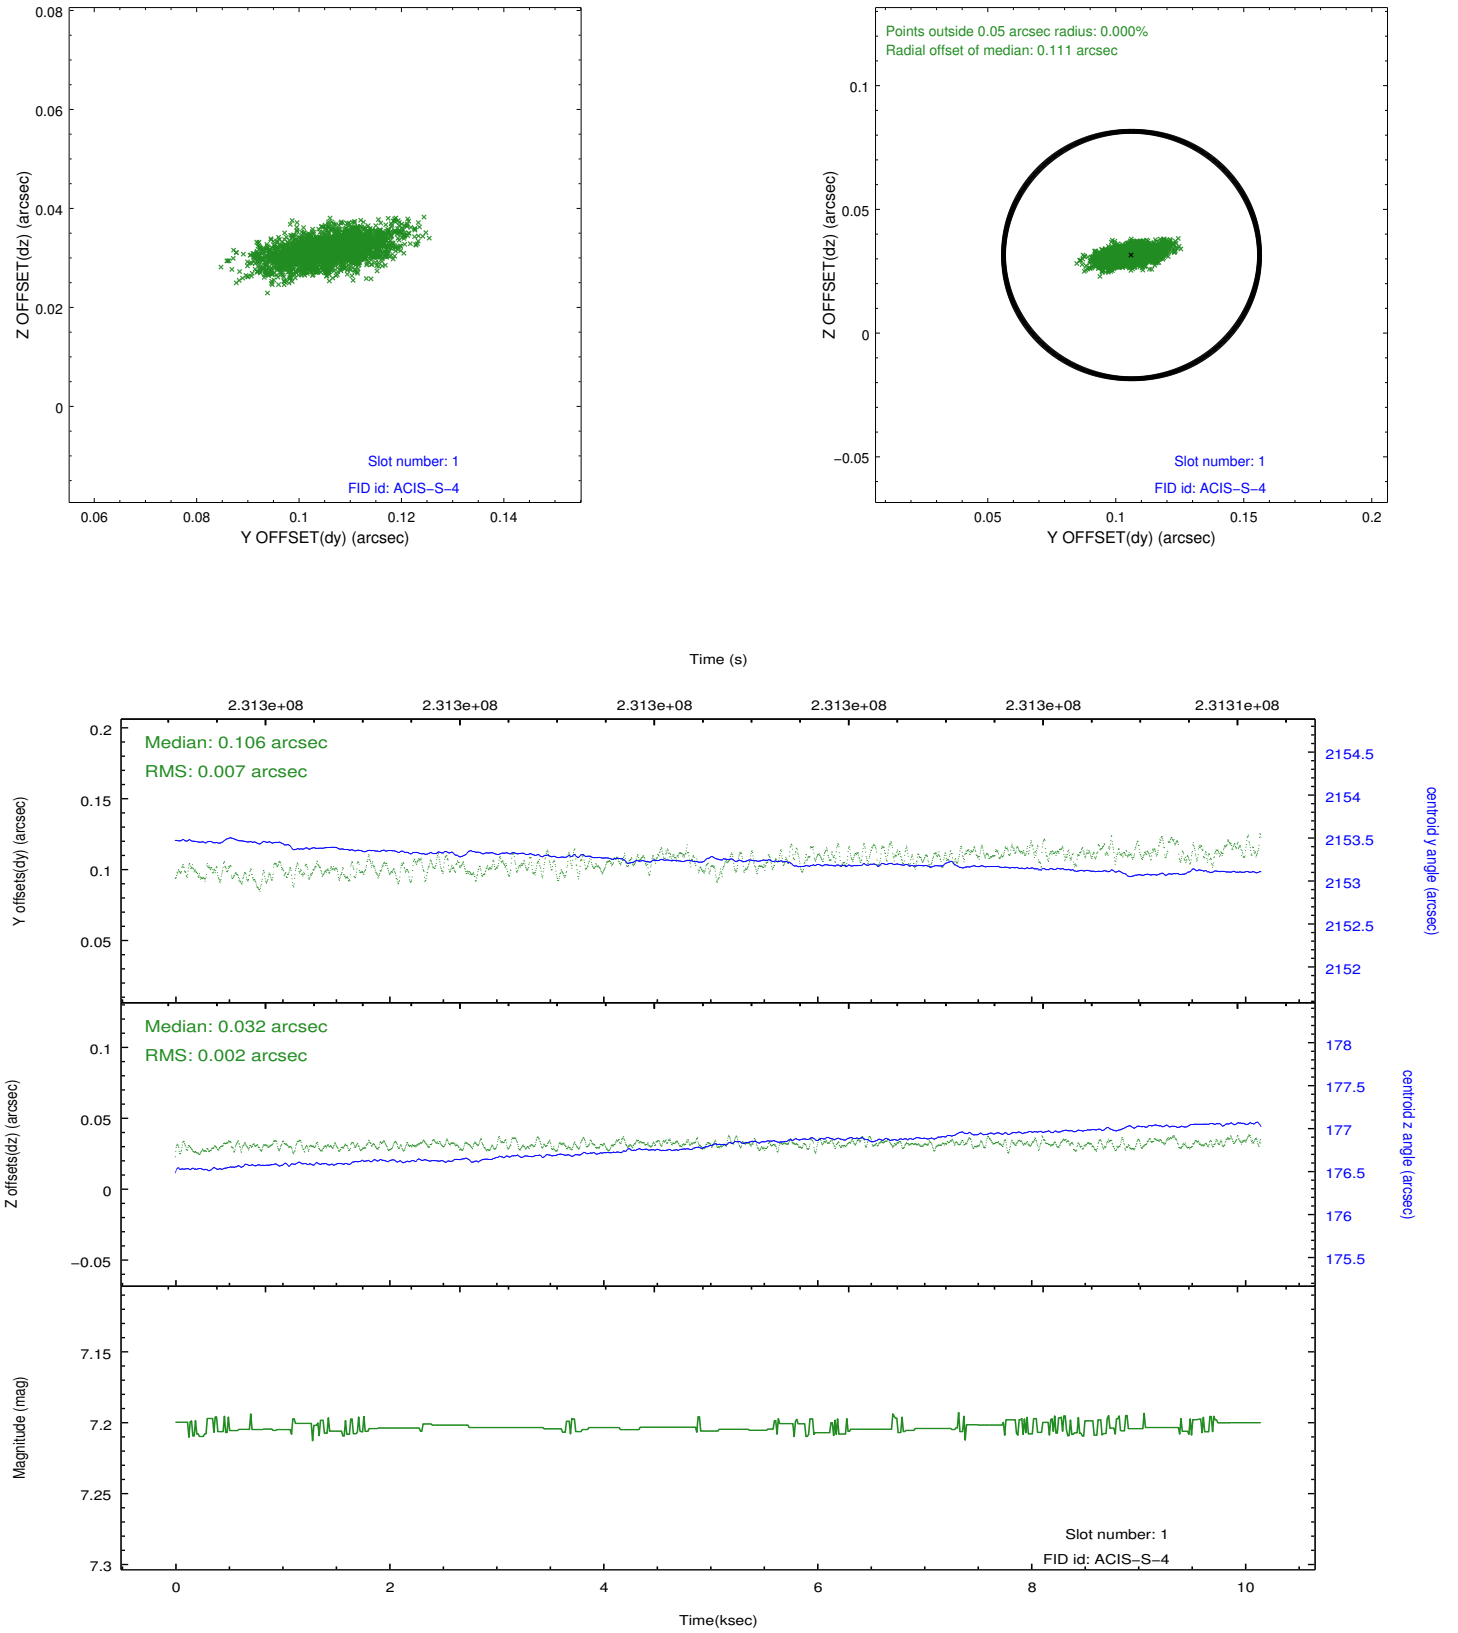 0.08
0.06
0.04
0.02
0
Z OFFSET(dz) (arcsec)
Slot number: 1
FID id: ACIS−S−4
0.06 0.08 0.1 0.12 0.14
Y OFFSET(dy) (arcsec)
Points outside 0.05 arcsec radius: 0.000%
Radial offset of median: 0.111 arcsec
0.1
0.05
0
−0.05
Z OFFSET(dz) (arcsec)
Slot number: 1
FID id: ACIS−S−4
0.05 0.1 0.15 0.2
Y OFFSET(dy) (arcsec)
Time (s)
2.313e+08 2.313e+08 2.313e+08 2.313e+08 2.313e+08 2.3131e+08
Median: 0.106 arcsec
RMS: 0.007 arcsec
0.2
0.15
0.1
0.05
Y offsets(dy) (arcsec)
2154.5
2154
2153.5
2153
2152.5
2152
centroid y angle (arcsec)
Median: 0.032 arcsec
RMS: 0.002 arcsec
0.1
0.05
0
−0.05
Z offsets(dz) (arcsec)
178
177.5
177
176.5
176
175.5
centroid z angle (arcsec)
7.15
7.2
7.25
7.3
Magnitude (mag)
Slot number: 1
FID id: ACIS−S−4
0 2 4 6 8 10
Time(ksec)